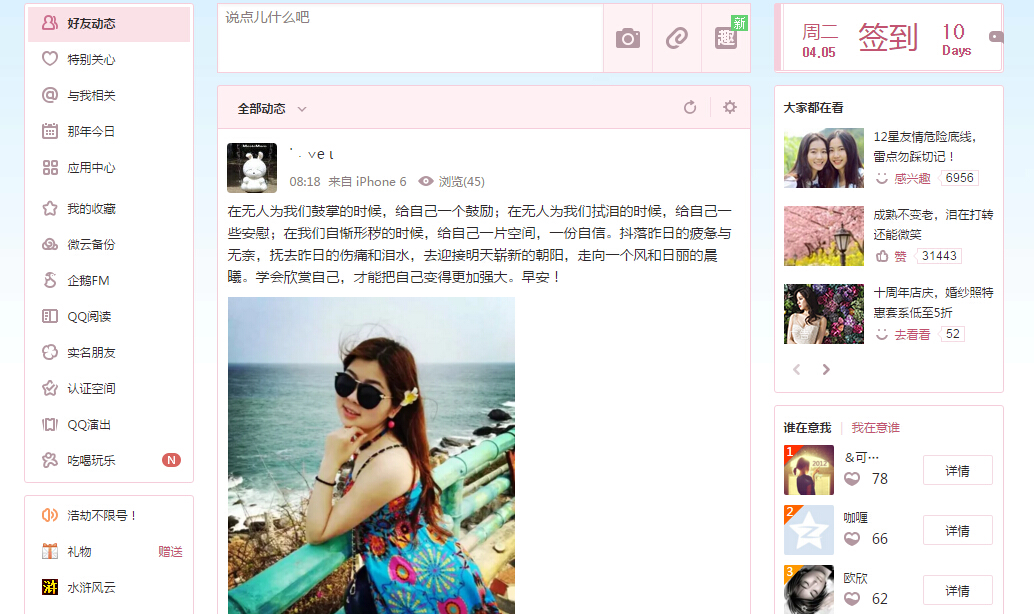 好友动态
特别关心
与我相关
那年今日
应用中心
我的收藏
微云备份
企鹅FM
QQ阅读
实名朋友
认证空间
QQ演出
吃喝玩乐 N
浩劫不限号！
礼物 赠送
水浒风云
说点儿什么吧
趣 新
全部动态
08:18 来自 iPhone 6 浏览(45)
在无人为我们鼓掌的时候，给自己一个鼓励；在无人为我们拭泪的时候，给自己一
些安慰；在我们自惭形秽的时候，给自己一片空间，一份自信。抖落昨日的疲惫与
无奈，抚去昨日的伤痛和泪水，去迎接明天崭新的朝阳，走向一个风和日丽的晨
曦。学会欣赏自己，才能把自己变得更加强大。早安！
周二
04.05
签到
10
Days
大家都在看
12星友情危险底线，
雷点勿踩切记！
感兴趣 6956
成熟不变老，泪在打转
还能微笑
赞 31443
十周年店庆，婚纱照特
惠套系低至5折
去看看 52
谁在意我 我在意谁
1
2012
&可···
78
详情
2
咖喱
66
详情
3
欧欣
62
详情